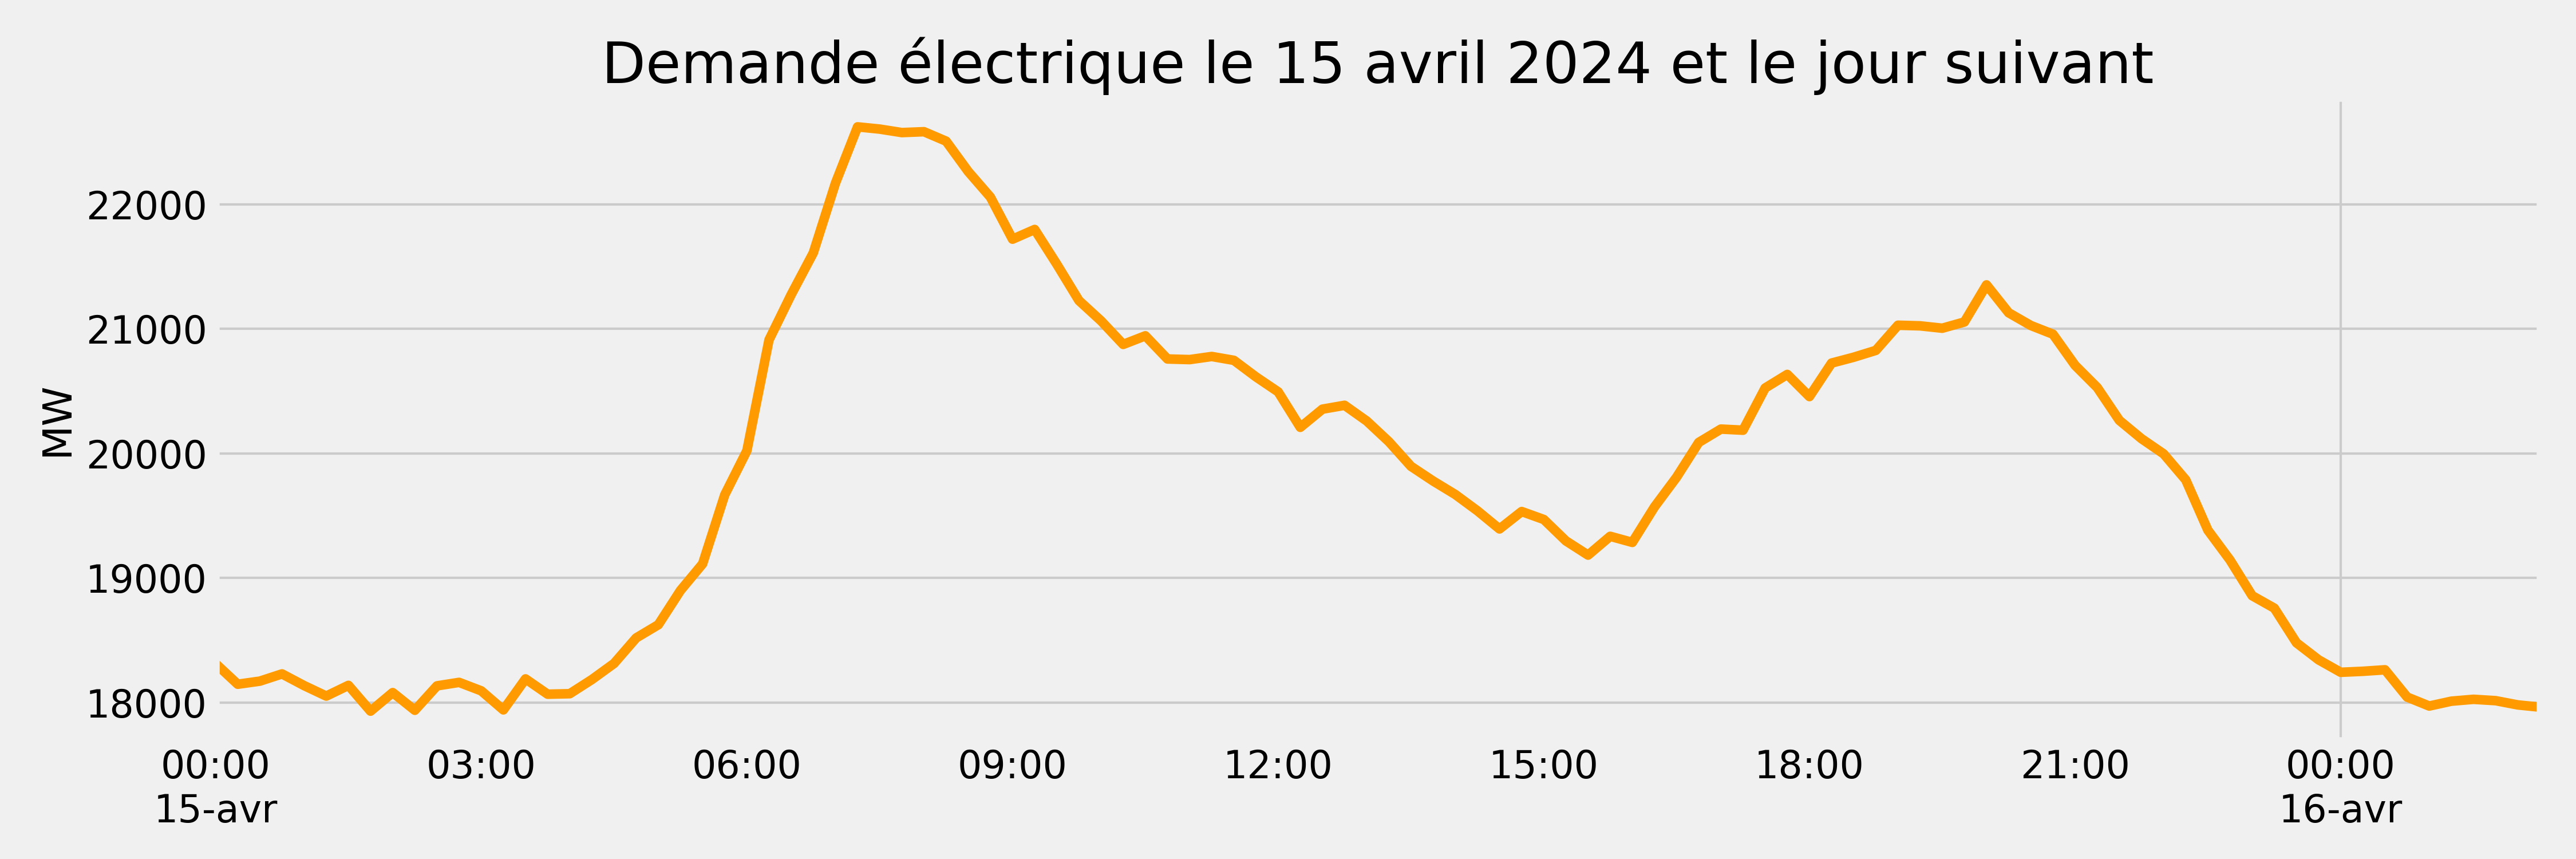 Demande électrique le 15 avril 2024 et le jour suivant
MW
22000
21000
20000
19000
18000
00:00 03:00 06:00 09:00 12:00 15:00 18:00 21:00 00:00
15-avr 16-avr